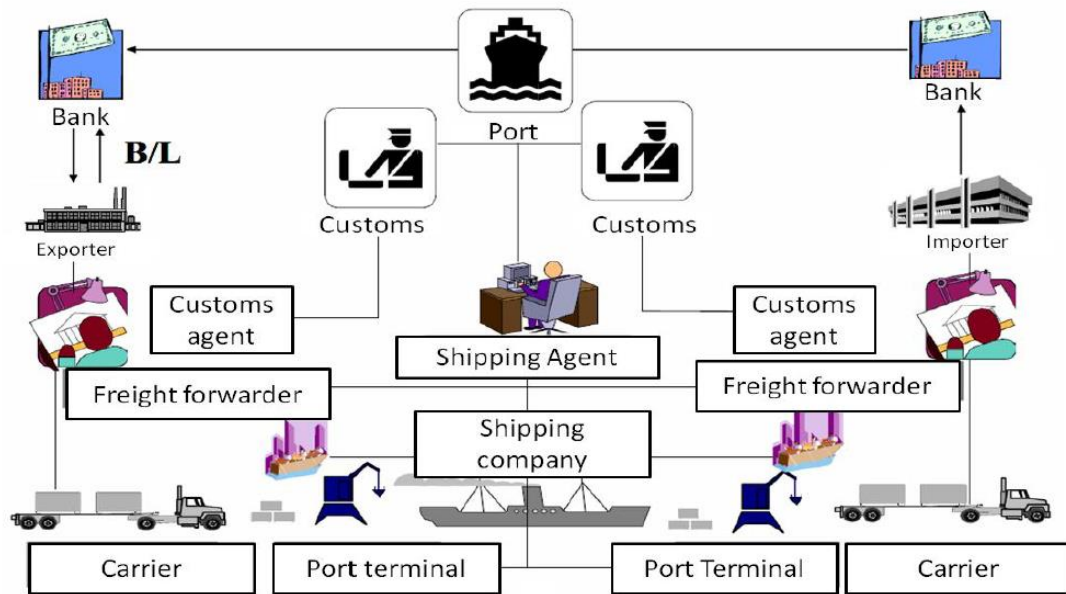 Port
Bank
Bank
B/L
Customs
Customs
Exporter
Importer
Customs
agent
Customs
agent
Shipping Agent
Freight forwarder
Freight forwarder
Shipping
company
Carrier
Port terminal
Port Terminal
Carrier